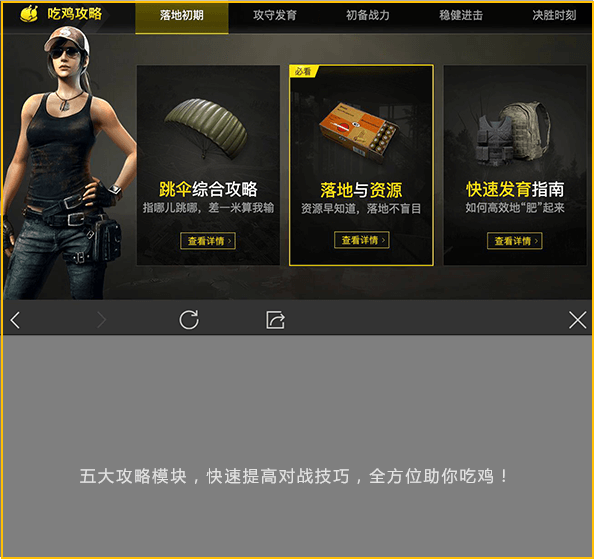 吃鸡攻略
落地初期
攻守发育
初备战力
稳健进击
决胜时刻
必看
跳伞综合攻略
指哪儿跳哪，差一米算我输
查看详情
落地与资源
资源早知道，落地不盲目
查看详情
快速发育指南
如何高效地“肥”起来
查看详情
五大攻略模块，快速提高对战技巧，全方位助你吃鸡！